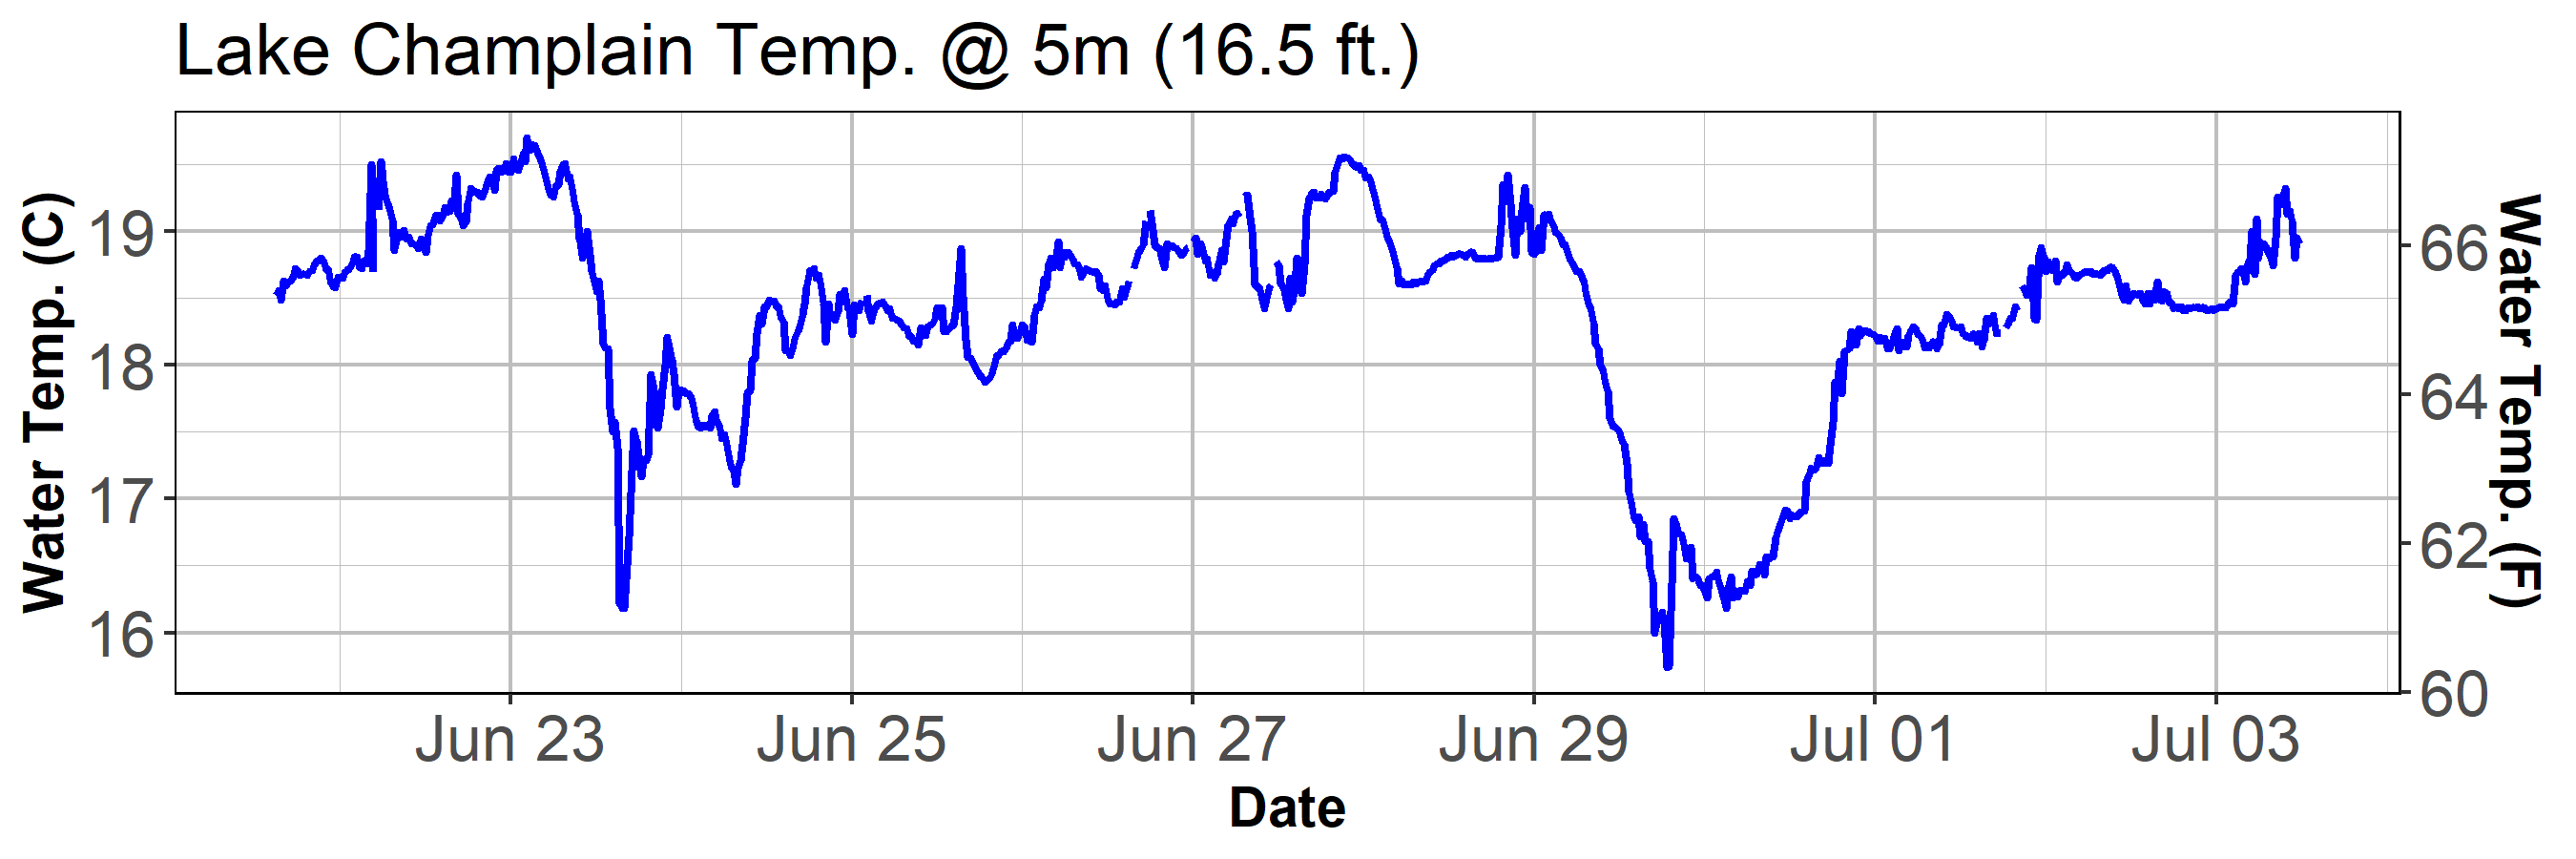 Lake Champlain Temp. @ 5m (16.5 ft.)
Water Temp. (C)
19
18
17
16
66
64
62
60
Water Temp. (F)
Jun 23 Jun 25 Jun 27 Jun 29 Jul 01 Jul 03
Date